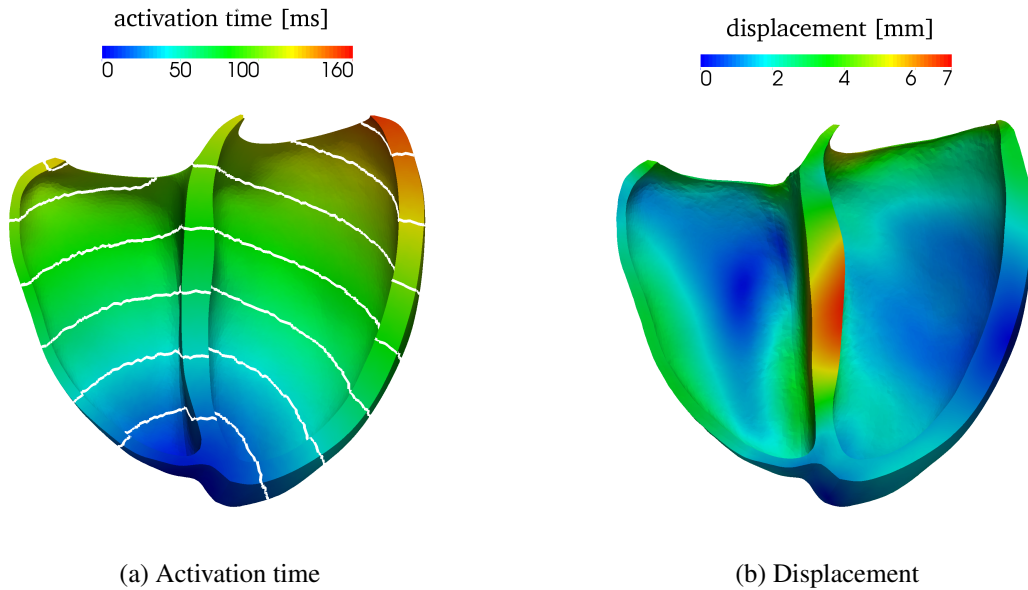 activation time [ms]
0 50 100 160
displacement [mm]
0 2 4 6 7
(a) Activation time
(b) Displacement